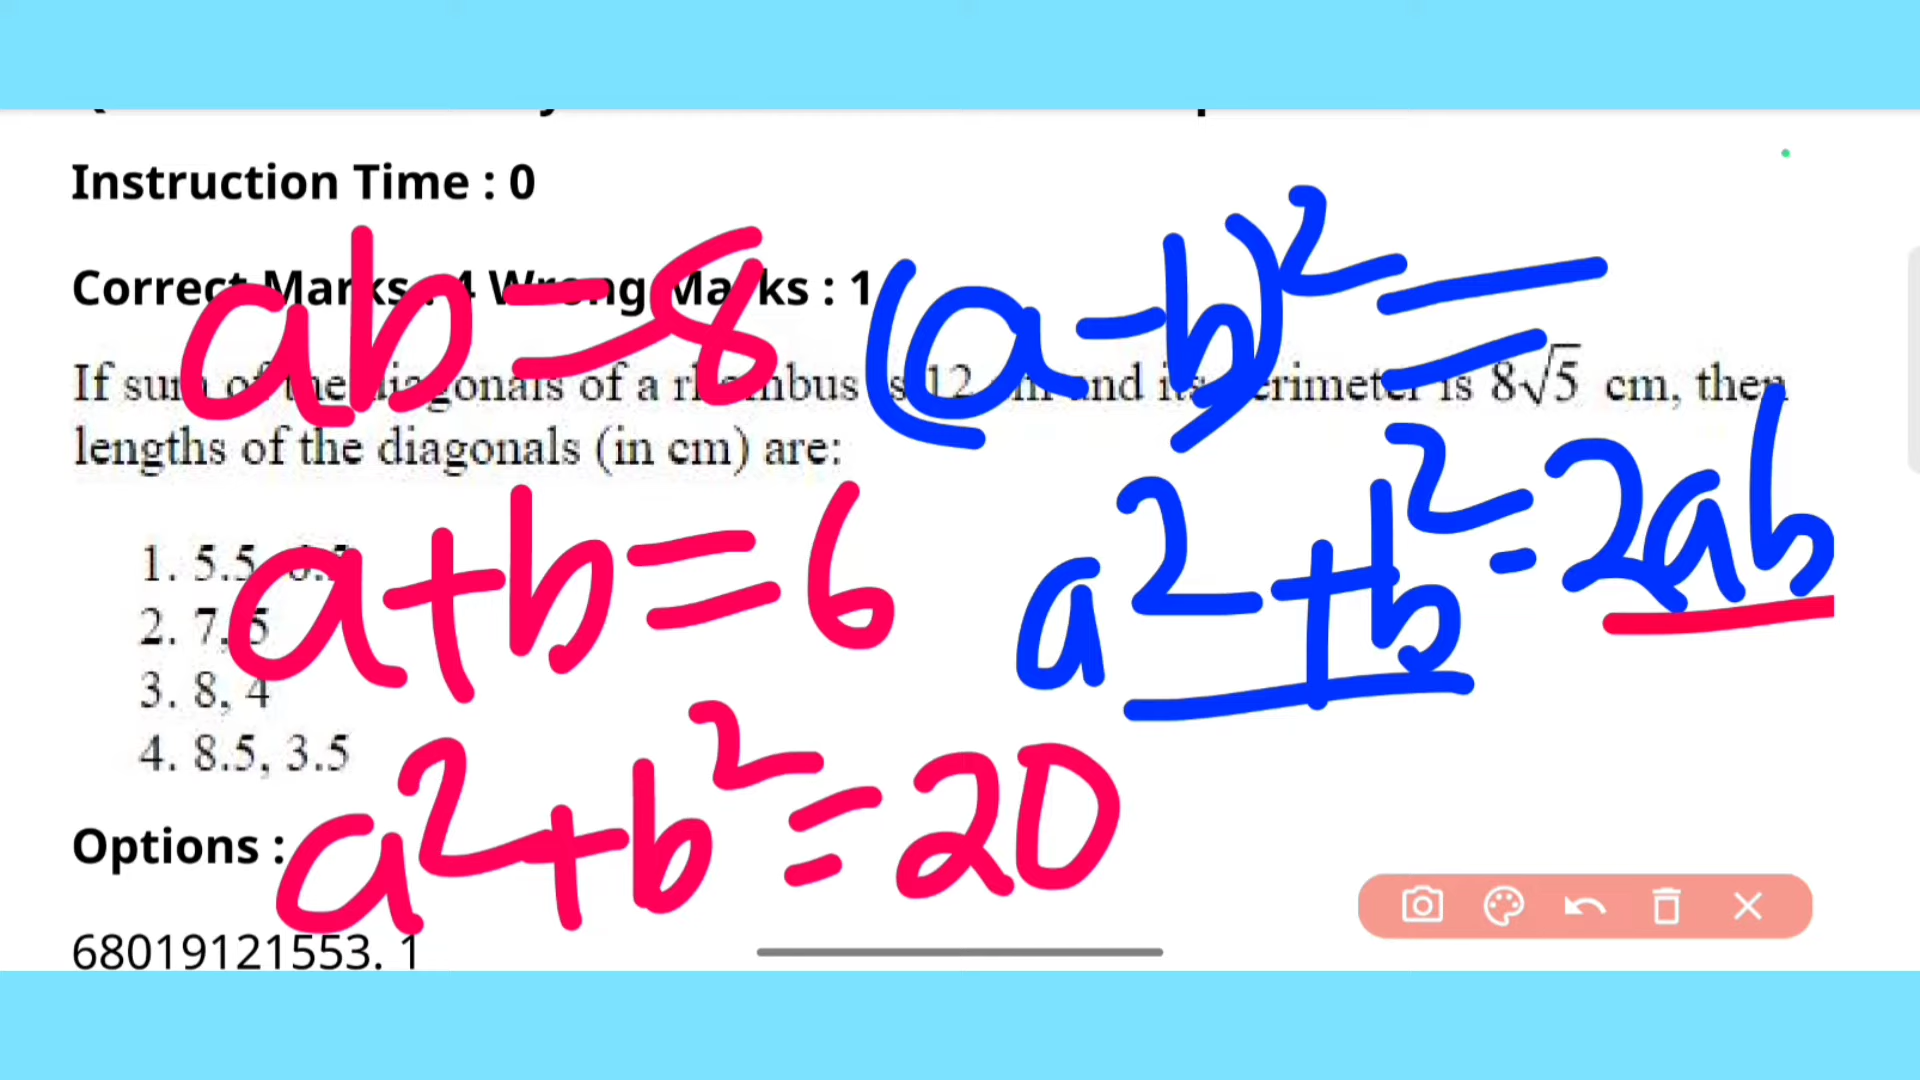 Instruction Time : 0
Correct Marks : 4 Wrong Marks : 1
ab=8
(a-b)²=
If sum of the diagonals of a rhombus is 12 cm and its perimeter is 8√5 cm, then
lengths of the diagonals (in cm) are:
a²+b²-2ab
a+b=6
1. 5.5, 6.5
2. 7, 5
3. 8, 4
4. 8.5, 3.5
a²+b²=20
Options :
68019121553. 1